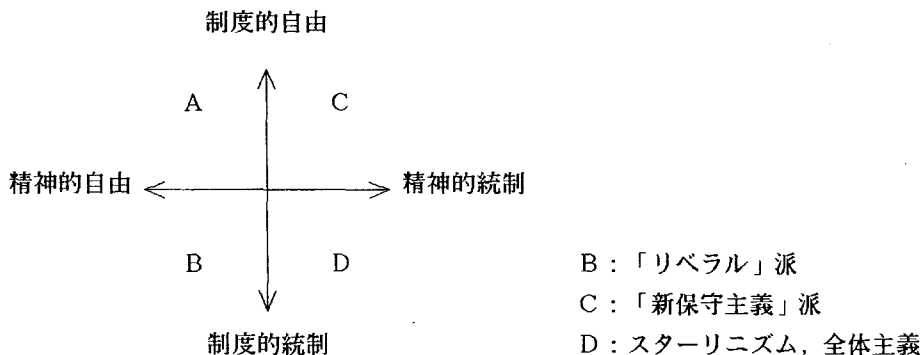 制度的自由
A C
精神的自由 精神的統制
B D
制度的統制
B:「リベラル」派
C:「新保守主義」派
D:スターリニズム,全体主義